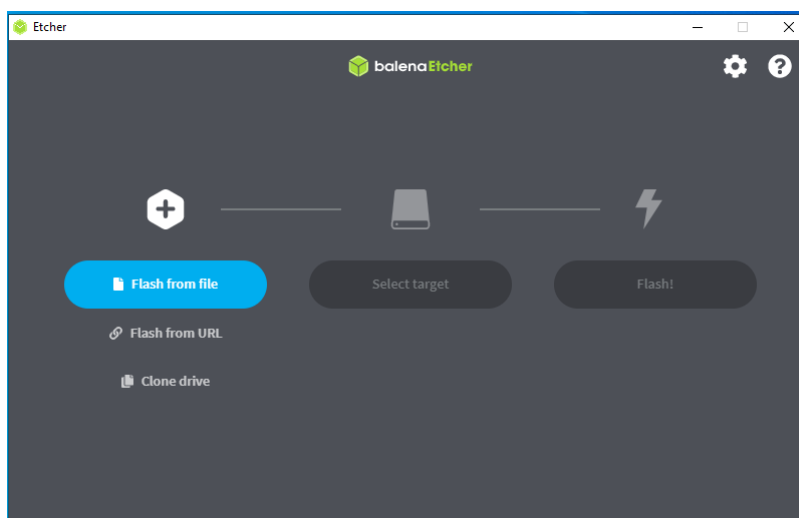 Etcher
balenaEtcher
Flash from file
Select target
Flash!
Flash from URL
Clone drive